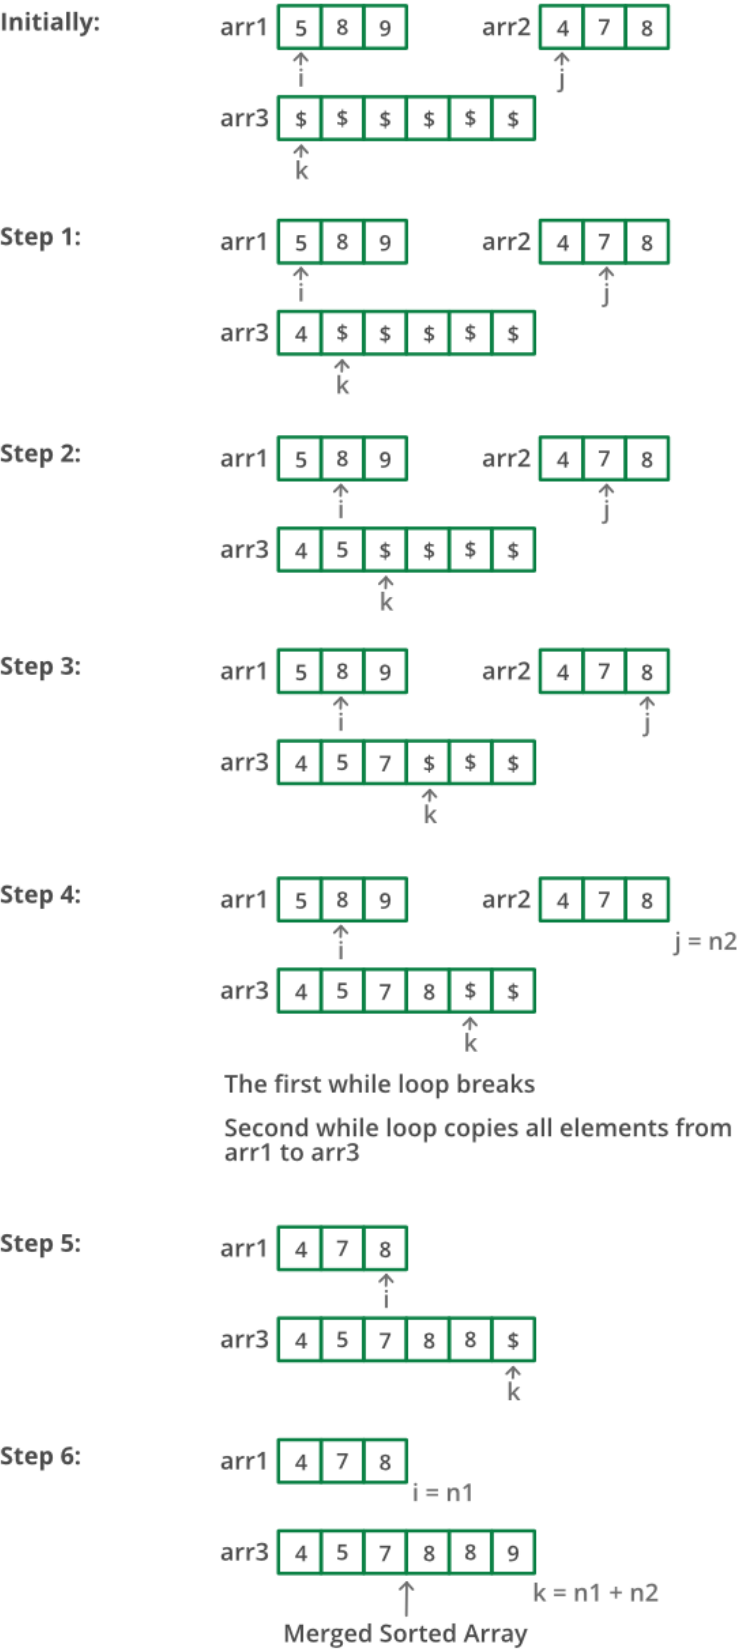 Initially: arr1 5 8 9 arr2 4 7 8
i j
arr3 $ $ $ $ $ $
k
Step 1: arr1 5 8 9 arr2 4 7 8
i j
arr3 4 $ $ $ $ $
k
Step 2: arr1 5 8 9 arr2 4 7 8
i j
arr3 4 5 $ $ $ $
k
Step 3: arr1 5 8 9 arr2 4 7 8
i j
arr3 4 5 7 $ $ $
k
Step 4: arr1 5 8 9 arr2 4 7 8
i j = n2
arr3 4 5 7 8 $ $
k
The first while loop breaks
Second while loop copies all elements from
arr1 to arr3
Step 5: arr1 4 7 8
i
arr3 4 5 7 8 8 $
k
Step 6: arr1 4 7 8
i = n1
arr3 4 5 7 8 8 9
k = n1 + n2
Merged Sorted Array